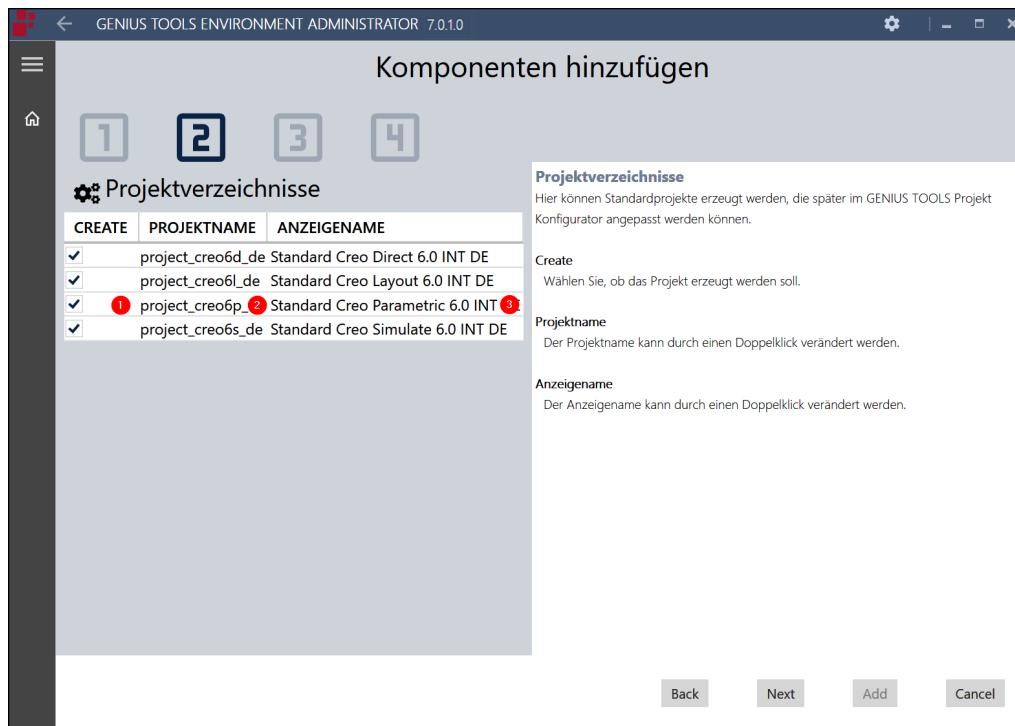 GENIUS TOOLS ENVIRONMENT ADMINISTRATOR 7.0.1.0
Komponenten hinzufügen
1 2 3 4
Projektverzeichnisse
CREATE PROJEKTNAME ANZEIGENAME
project_creo6d_de Standard Creo Direct 6.0 INT DE
project_creo6l_de Standard Creo Layout 6.0 INT DE
1 project_creo6p_ 2 Standard Creo Parametric 6.0 INT 3
project_creo6s_de Standard Creo Simulate 6.0 INT DE
Projektverzeichnisse
Hier können Standardprojekte erzeugt werden, die später im GENIUS TOOLS Projekt
Konfigurator angepasst werden können.
Create
Wählen Sie, ob das Projekt erzeugt werden soll.
Projektname
Der Projektname kann durch einen Doppelklick verändert werden.
Anzeigename
Der Anzeigename kann durch einen Doppelklick verändert werden.
Back Next Add Cancel